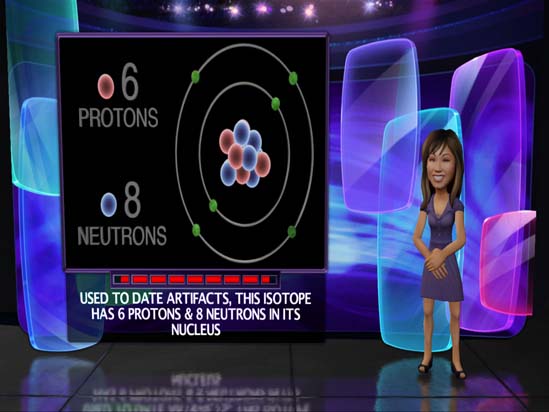 6
PROTONS
8
NEUTRONS
USED TO DATE ARTIFACTS, THIS ISOTOPE
HAS 6 PROTONS & 8 NEUTRONS IN ITS
NUCLEUS